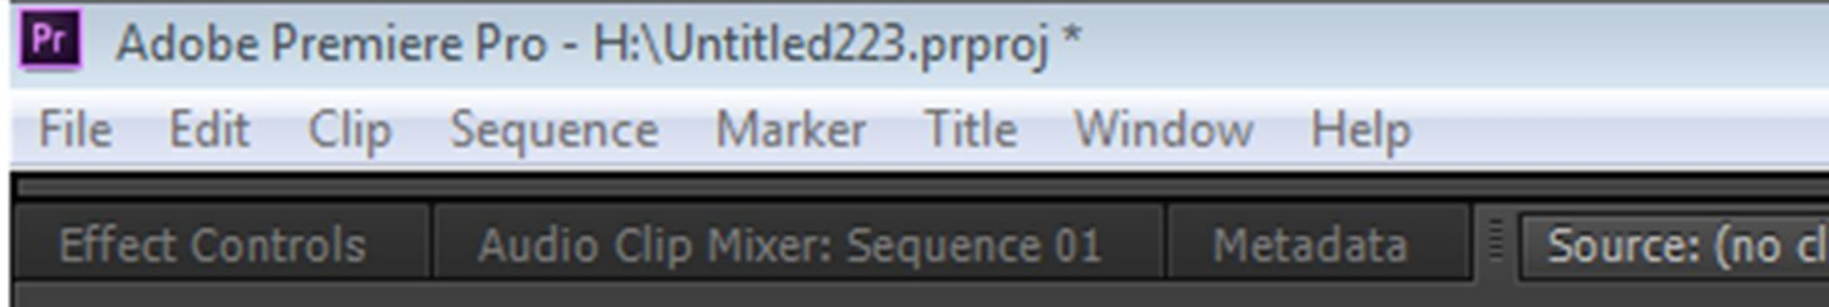 Pr Adobe Premiere Pro - H:\Untitled223.prproj *
File Edit Clip Sequence Marker Title Window Help
Effect Controls Audio Clip Mixer: Sequence 01 Metadata Source: (no cl